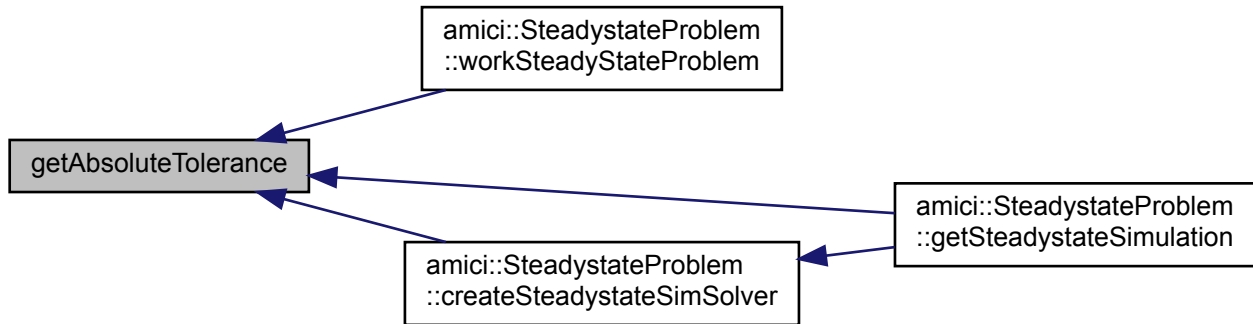 amici::SteadystateProblem
::workSteadyStateProblem
getAbsoluteTolerance
amici::SteadystateProblem
::getSteadystateSimulation
amici::SteadystateProblem
::createSteadystateSimSolver